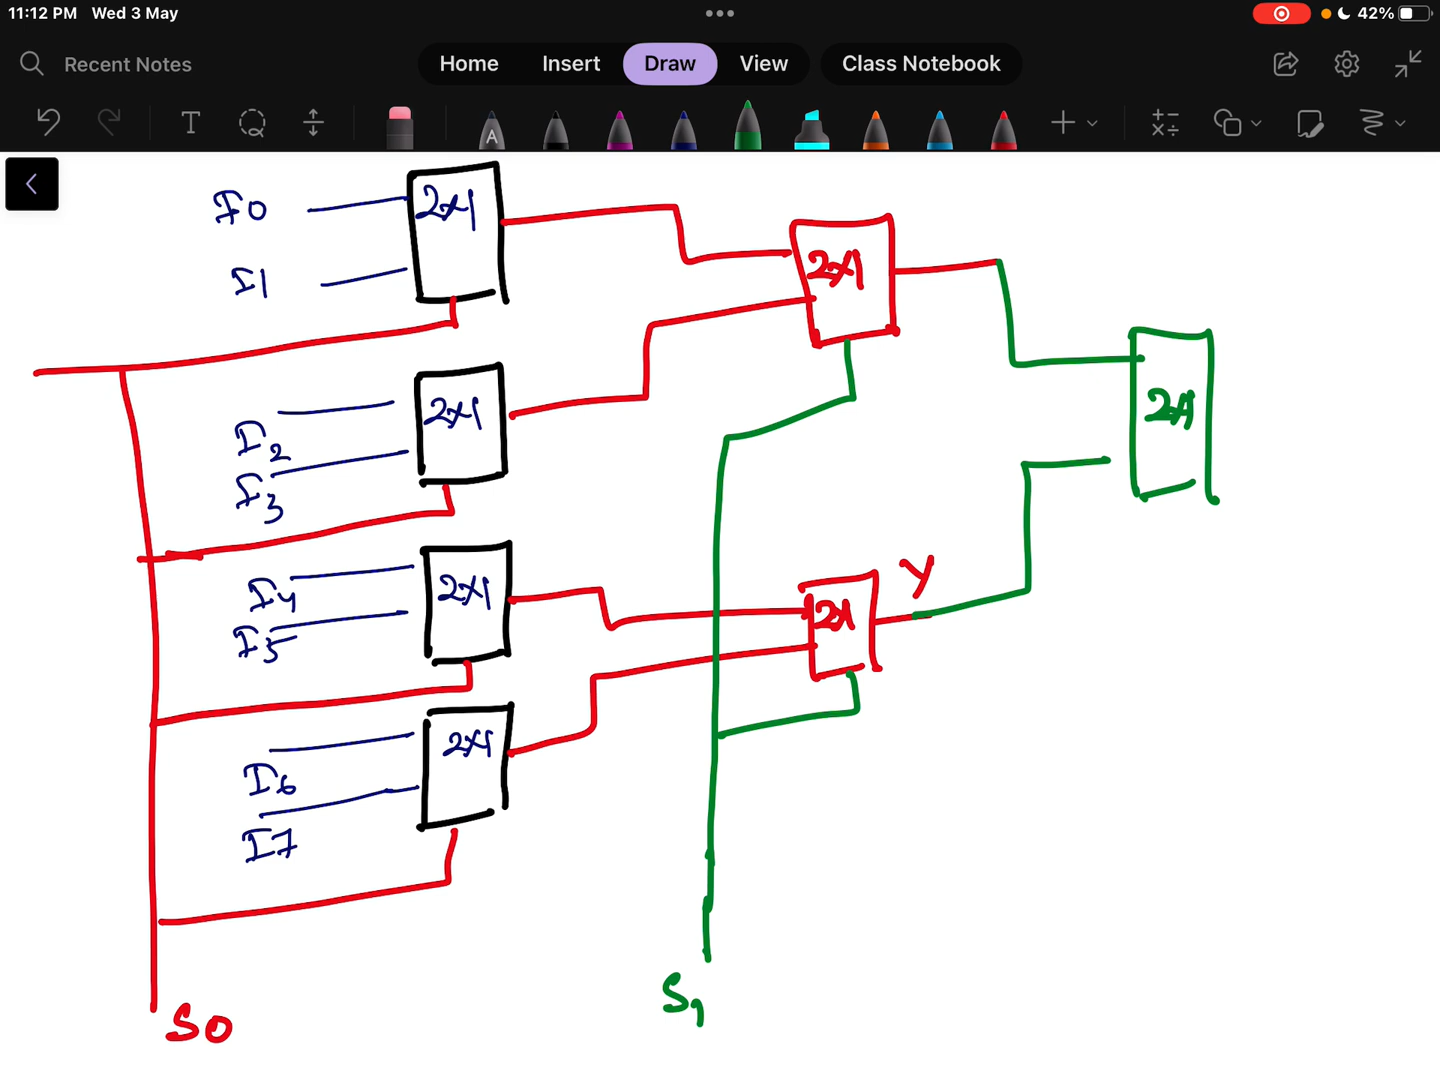 11:12 PM Wed 3 May
42%
Recent Notes
Home Insert Draw View Class Notebook
T
A
I0
2x1
I1
2x1
I2
2x1
I3
2x1
I4
2x1
I5
2x1
Y
I6
2x1
I7
S1
S0